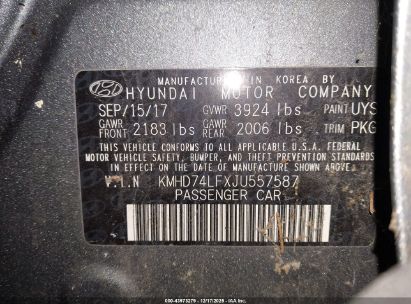 MANUFACTURED IN KOREA BY
HYUNDAI MOTOR COMPANY
SEP/15/17 GVWR 3924 lbs PAINT UYS
GAWR FRONT 2183 lbs GAWR REAR 2006 lbs TRIM PKG
THIS VEHICLE CONFORMS TO ALL APPLICABLE U.S.A. FEDERAL
MOTOR VEHICLE SAFETY, BUMPER, AND THEFT PREVENTION
STANDARDS IN EFFECT ON THE DATE OF MANUFACTURE
V.I.N KMHD74LFXJU557587
PASSENGER CAR